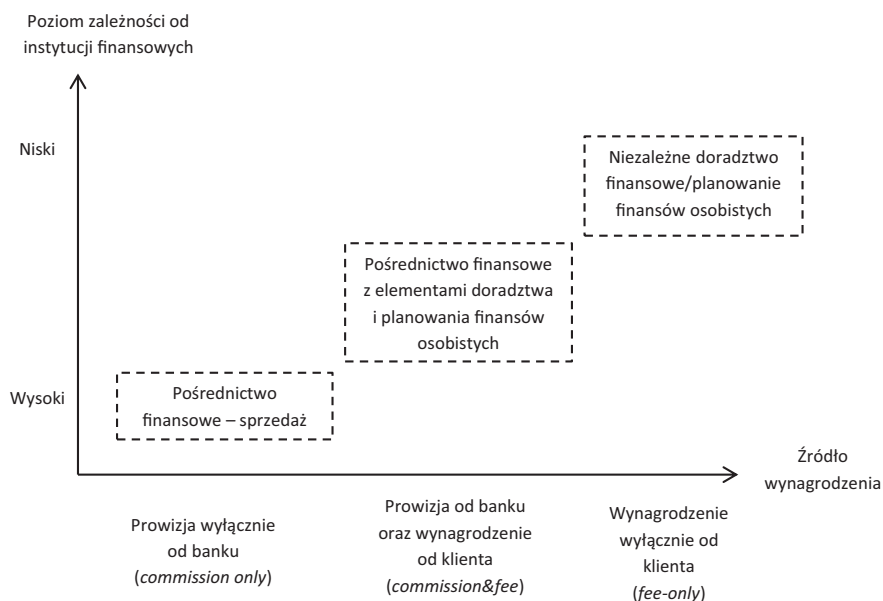 Poziom zależności od
instytucji finansowych
Niski
Niezależne doradztwo
finansowe/planowanie
finansów osobistych
Pośrednictwo finansowe
z elementami doradztwa
i planowania finansów
osobistych
Wysoki
Pośrednictwo
finansowe – sprzedaż
Źródło
wynagrodzenia
Prowizja wyłącznie
od banku
(commission only)
Prowizja od banku
oraz wynagrodzenie
od klienta
(commission&fee)
Wynagrodzenie
wyłącznie od
klienta
(fee-only)